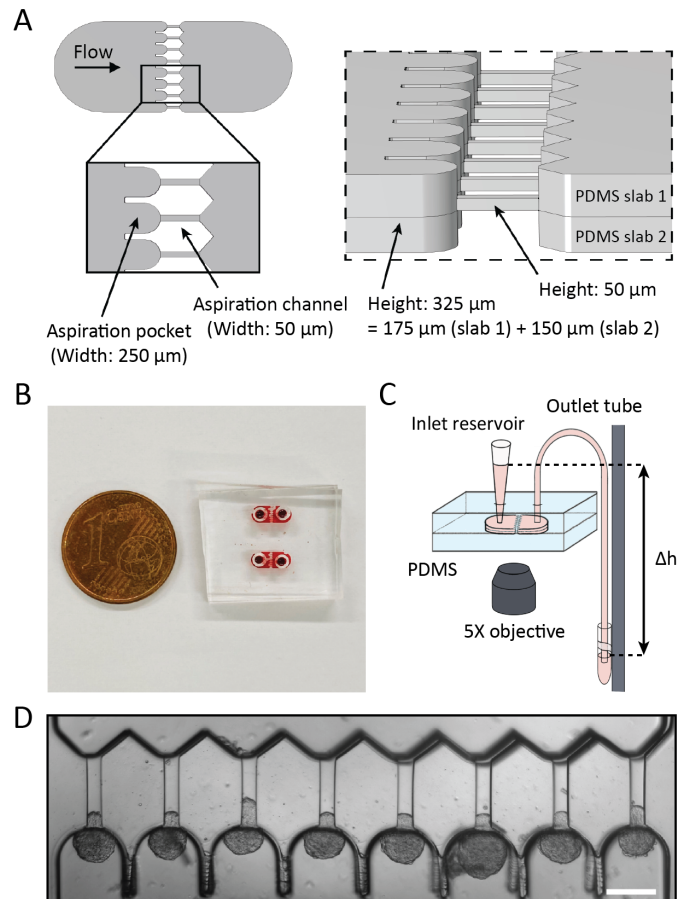 A
Flow
PDMS slab 1
PDMS slab 2
Aspiration pocket
(Width: 250 µm)
Aspiration channel
(Width: 50 µm)
Height: 325 µm
= 175 µm (slab 1) + 150 µm (slab 2)
Height: 50 µm
B
1
C
Inlet reservoir
Outlet tube
PDMS
5X objective
Δh
D